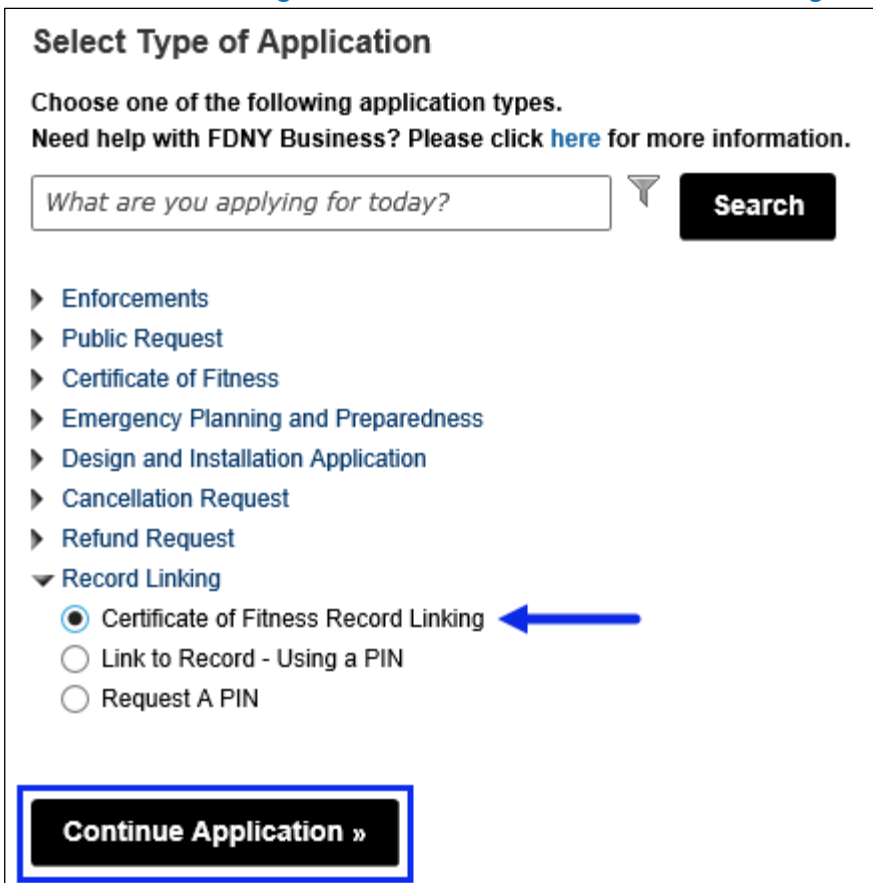 Select Type of Application
Choose one of the following application types.
Need help with FDNY Business? Please click here for more information.
What are you applying for today?
Search
Enforcements
Public Request
Certificate of Fitness
Emergency Planning and Preparedness
Design and Installation Application
Cancellation Request
Refund Request
Record Linking
Certificate of Fitness Record Linking
Link to Record - Using a PIN
Request A PIN
Continue Application »